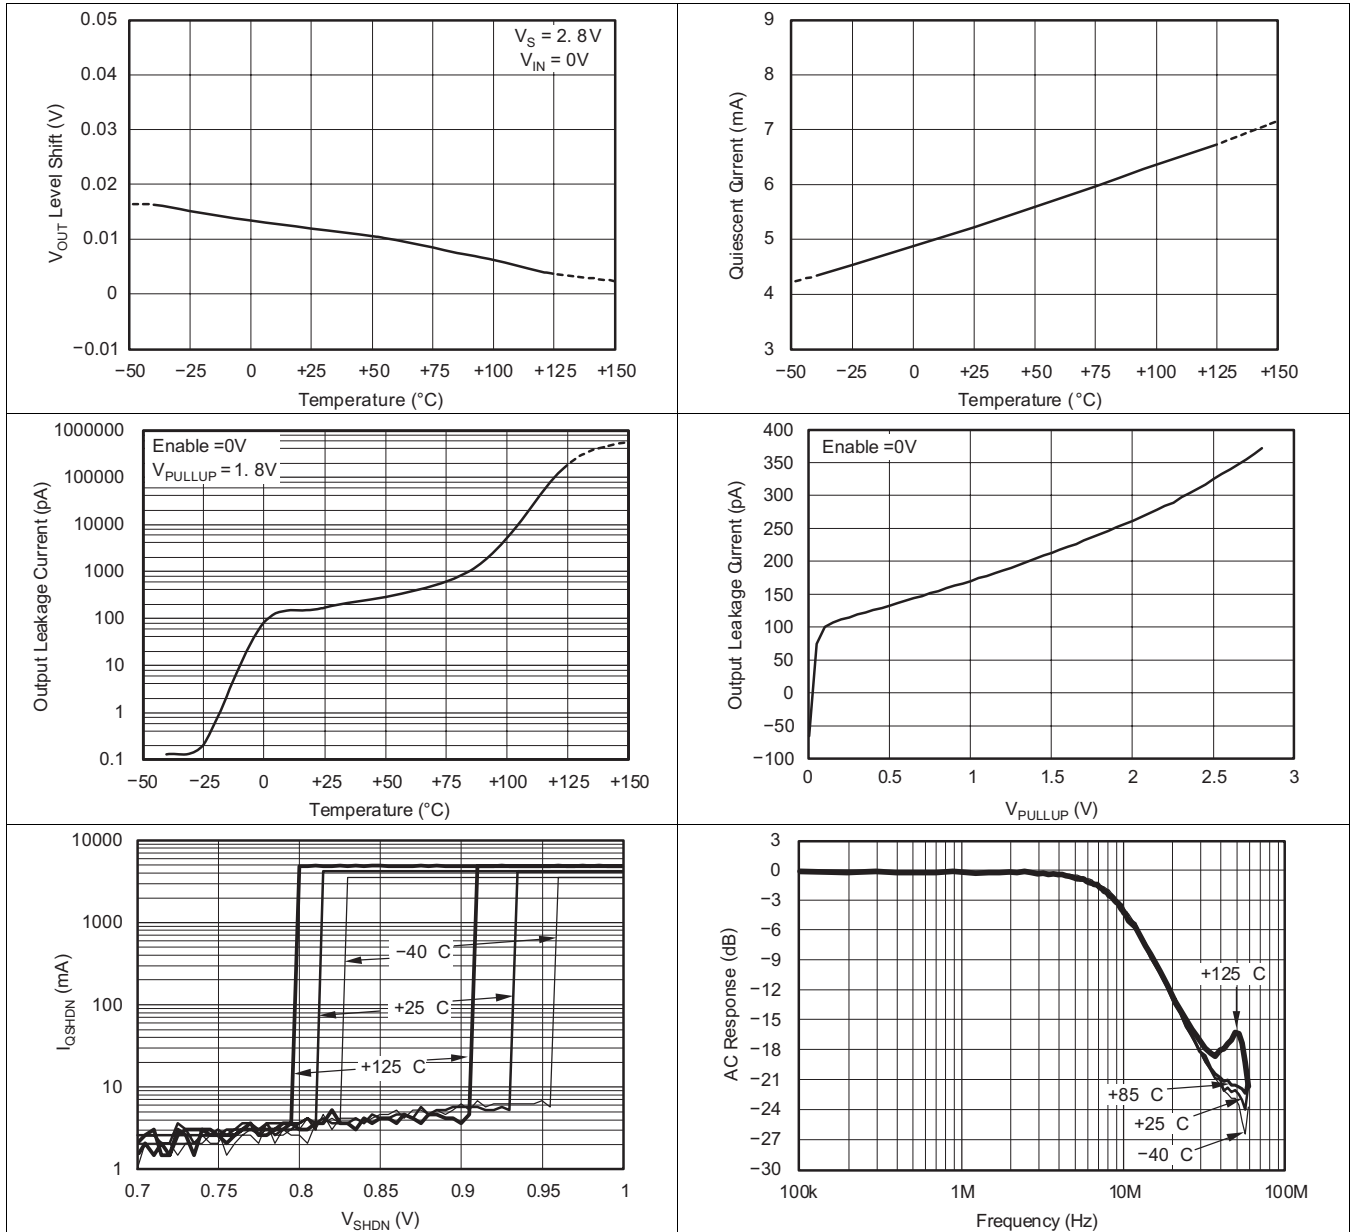 0.05
0.04
0.03
0.02
0.01
0
−0.01
VOUT Level Shift (V)
VS = 2. 8V
VIN = 0V
−50 −25 0 +25 +50 +75 +100 +125 +150
Temperature (°C)
9
8
7
6
5
4
3
Quiescent Current (mA)
−50 −25 0 +25 +50 +75 +100 +125 +150
Temperature (°C)
1000000
100000
10000
1000
100
10
1
0.1
Output Leakage Current (pA)
Enable =0V
VPULLUP = 1. 8V
−50 −25 0 +25 +50 +75 +100 +125 +150
Temperature (°C)
400
350
300
250
200
150
100
50
0
−50
−100
Output Leakage Current (pA)
Enable =0V
0 0.5 1 1.5 2 2.5 3
VPULLUP (V)
10000
1000
100
10
1
IQSHDN (mA)
−40 C
+25 C
+125 C
0.7 0.75 0.8 0.85 0.9 0.95 1
VSHDN (V)
3
0
−3
−6
−9
−12
−15
−18
−21
−24
−27
−30
AC Response (dB)
+125 C
+85 C
+25 C
−40 C
100k 1M 10M 100M
Frequency (Hz)